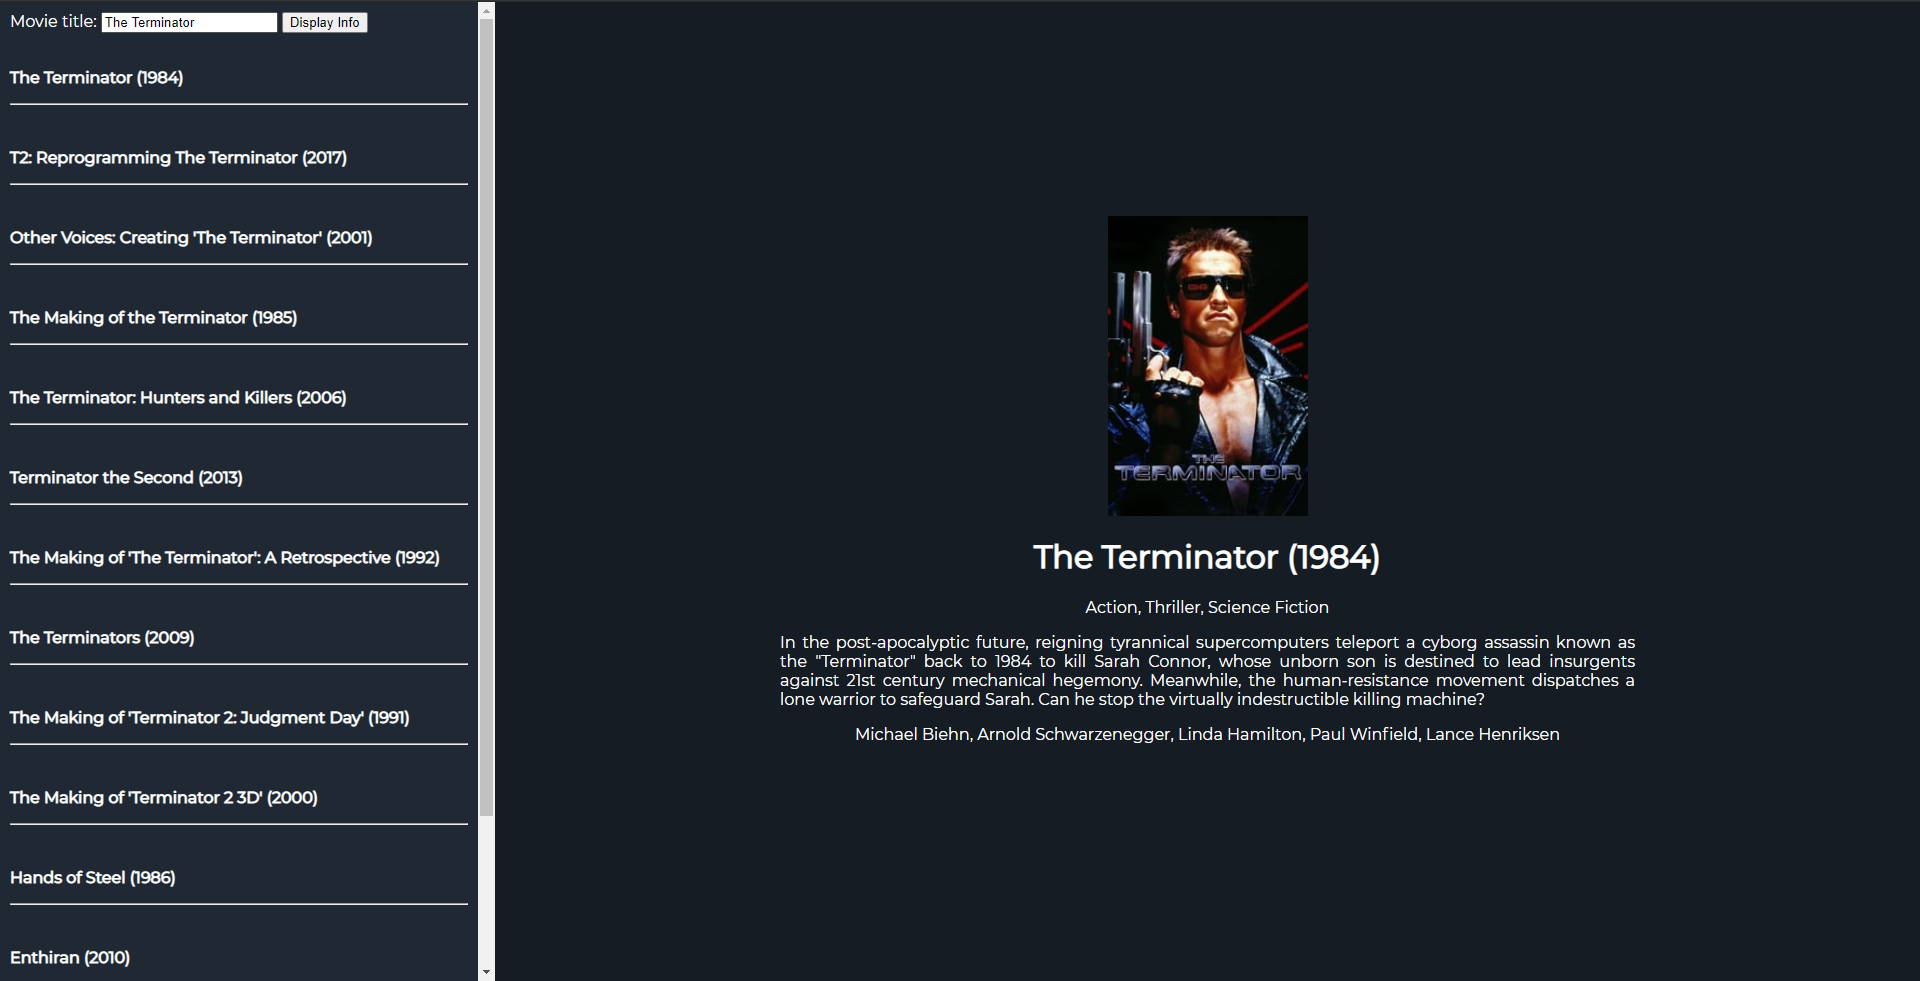 Movie title: The Terminator Display Info
The Terminator (1984)
T2: Reprogramming The Terminator (2017)
Other Voices: Creating 'The Terminator' (2001)
The Making of the Terminator (1985)
The Terminator: Hunters and Killers (2006)
Terminator the Second (2013)
The Making of 'The Terminator': A Retrospective (1992)
The Terminators (2009)
The Making of 'Terminator 2: Judgment Day' (1991)
The Making of 'Terminator 2 3D' (2000)
Hands of Steel (1986)
Enthiran (2010)
THE
TERMINATOR
The Terminator (1984)
Action, Thriller, Science Fiction
In the post-apocalyptic future, reigning tyrannical supercomputers teleport a cyborg assassin known as
the "Terminator" back to 1984 to kill Sarah Connor, whose unborn son is destined to lead insurgents
against 21st century mechanical hegemony. Meanwhile, the human-resistance movement dispatches a
lone warrior to safeguard Sarah. Can he stop the virtually indestructible killing machine?
Michael Biehn, Arnold Schwarzenegger, Linda Hamilton, Paul Winfield, Lance Henriksen